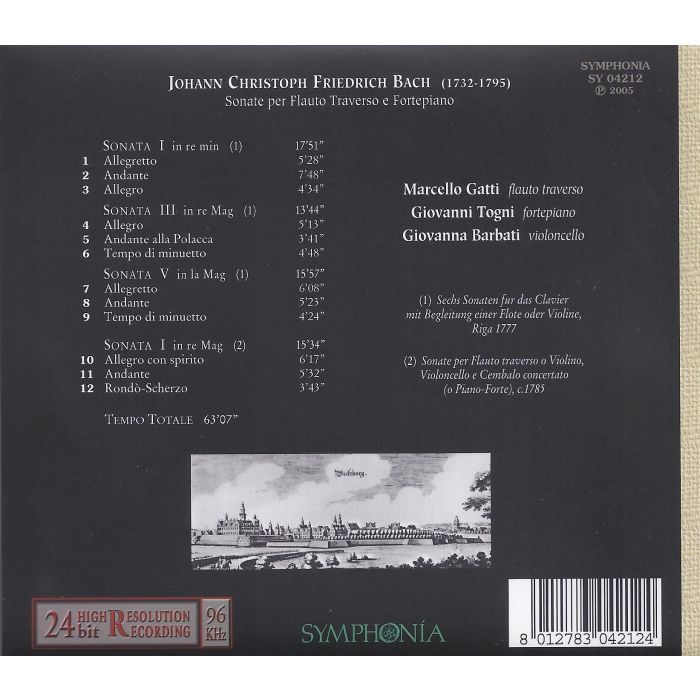 SYMPHONIA
SY 04212
℗ 2005
JOHANN CHRISTOPH FRIEDRICH BACH (1732-1795)
Sonate per Flauto Traverso e Fortepiano
SONATA I in re min (1) 17'51"
1 Allegretto 5'28"
2 Andante 7'48"
3 Allegro 4'34"
SONATA III in re Mag (1) 13'44"
4 Allegro 5'13"
5 Andante alla Polacca 3'41"
6 Tempo di minuetto 4'48"
SONATA V in la Mag (1) 15'57"
7 Allegretto 6'08"
8 Andante 5'23"
9 Tempo di minuetto 4'24"
SONATA I in re Mag (2) 15'34"
10 Allegro con spirito 6'17"
11 Andante 5'32"
12 Rondò-Scherzo 3'43"
TEMPO TOTALE 63'07"
Marcello Gatti flauto traverso
Giovanni Togni fortepiano
Giovanna Barbati violoncello
(1) Sechs Sonaten fur das Clavier
mit Begleitung einer Flote oder Violine,
Riga 1777
(2) Sonate per Flauto traverso o Violino,
Violoncello e Cembalo concertato
(o Piano-Forte), c.1785
Bückeborg.
24 bit HIGH RESOLUTION RECORDING 96 KHz
SYMPHONÍA
8 012783 042124